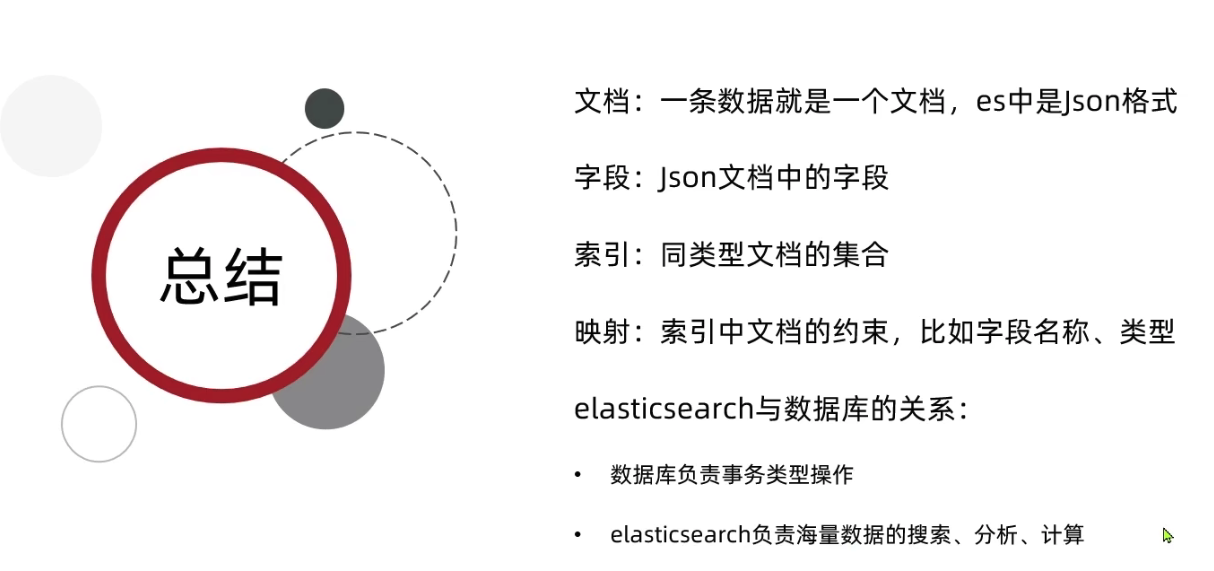 总结
文档：一条数据就是一个文档，es中是Json格式
字段：Json文档中的字段
索引：同类型文档的集合
映射：索引中文档的约束，比如字段名称、类型
elasticsearch与数据库的关系：
• 数据库负责事务类型操作
• elasticsearch负责海量数据的搜索、分析、计算